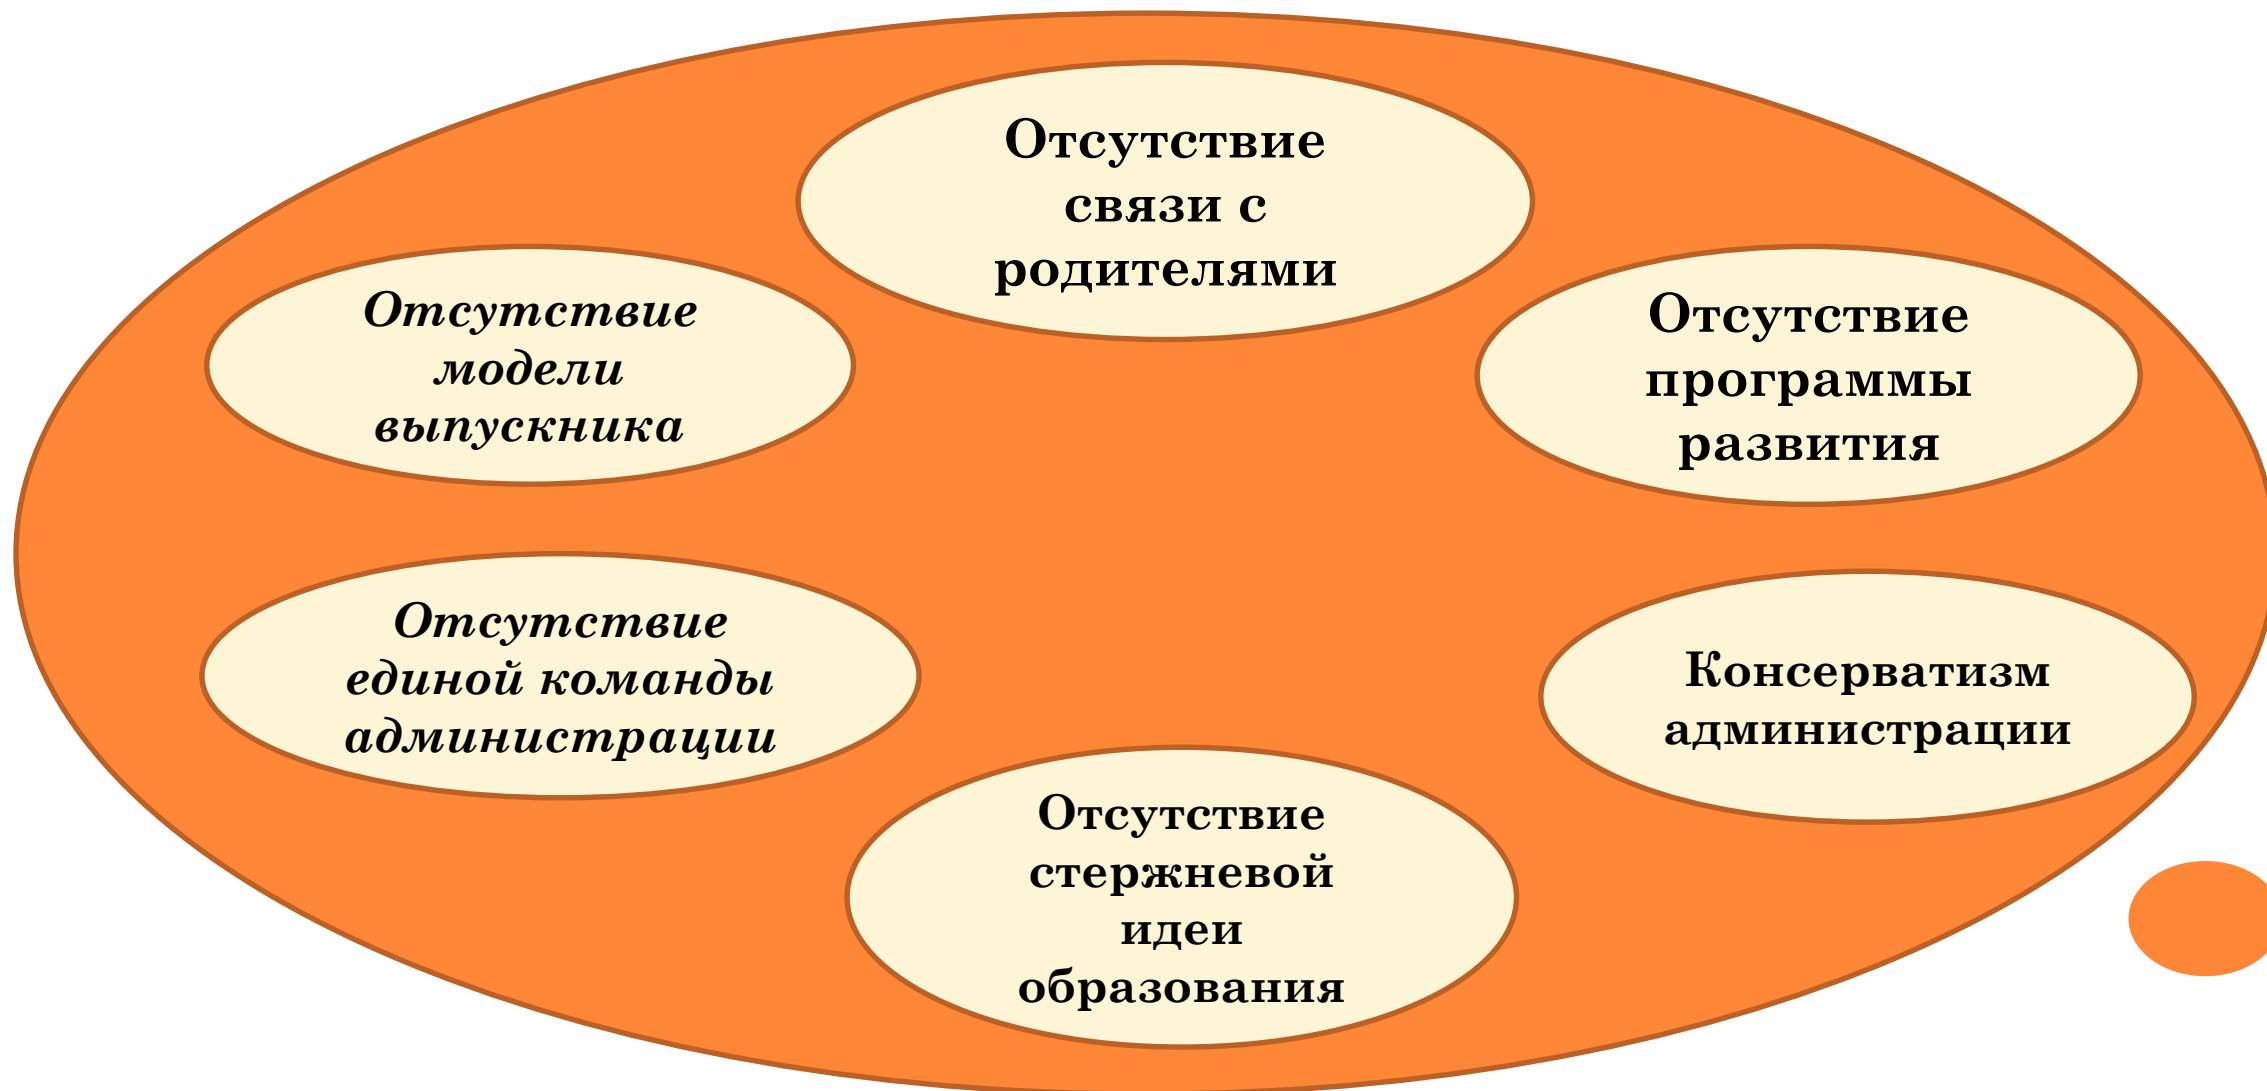 Отсутствие
связи с
родителями
Отсутствие
модели
выпускника
Отсутствие
программы
развития
Отсутствие
единой команды
администрации
Консерватизм
администрации
Отсутствие
стержневой
идеи
образования